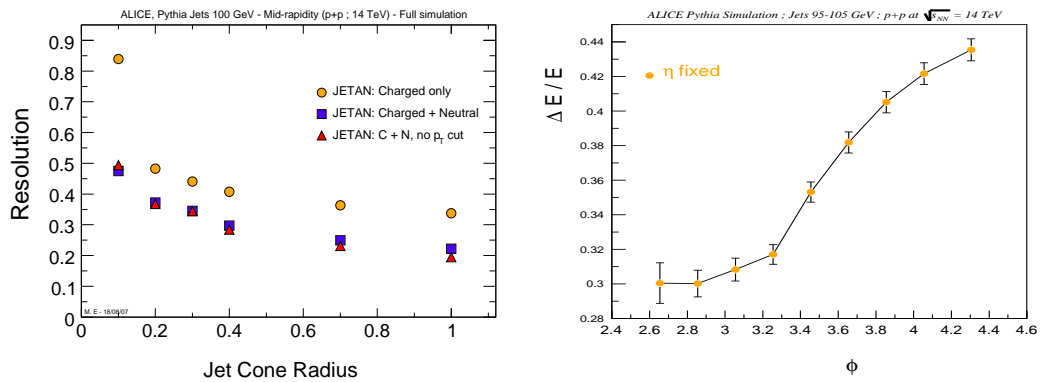 ALICE, Pythia Jets 100 GeV - Mid-rapidity (p+p ; 14 TeV) - Full simulation
0.9
0.8
0.7
0.6
0.5
0.4
0.3
0.2
0.1
0
Resolution
JETAN: Charged only
JETAN: Charged + Neutral
JETAN: C + N, no p_T cut
M. E - 18/06/07
0 0.2 0.4 0.6 0.8 1
Jet Cone Radius
ALICE Pythia Simulation ; Jets 95-105 GeV ; p+p at √s_NN = 14 TeV
0.44
0.42
0.4
0.38
0.36
0.34
0.32
0.3
0.28
Δ E / E
η fixed
2.4 2.6 2.8 3 3.2 3.4 3.6 3.8 4 4.2 4.4 4.6
ϕ